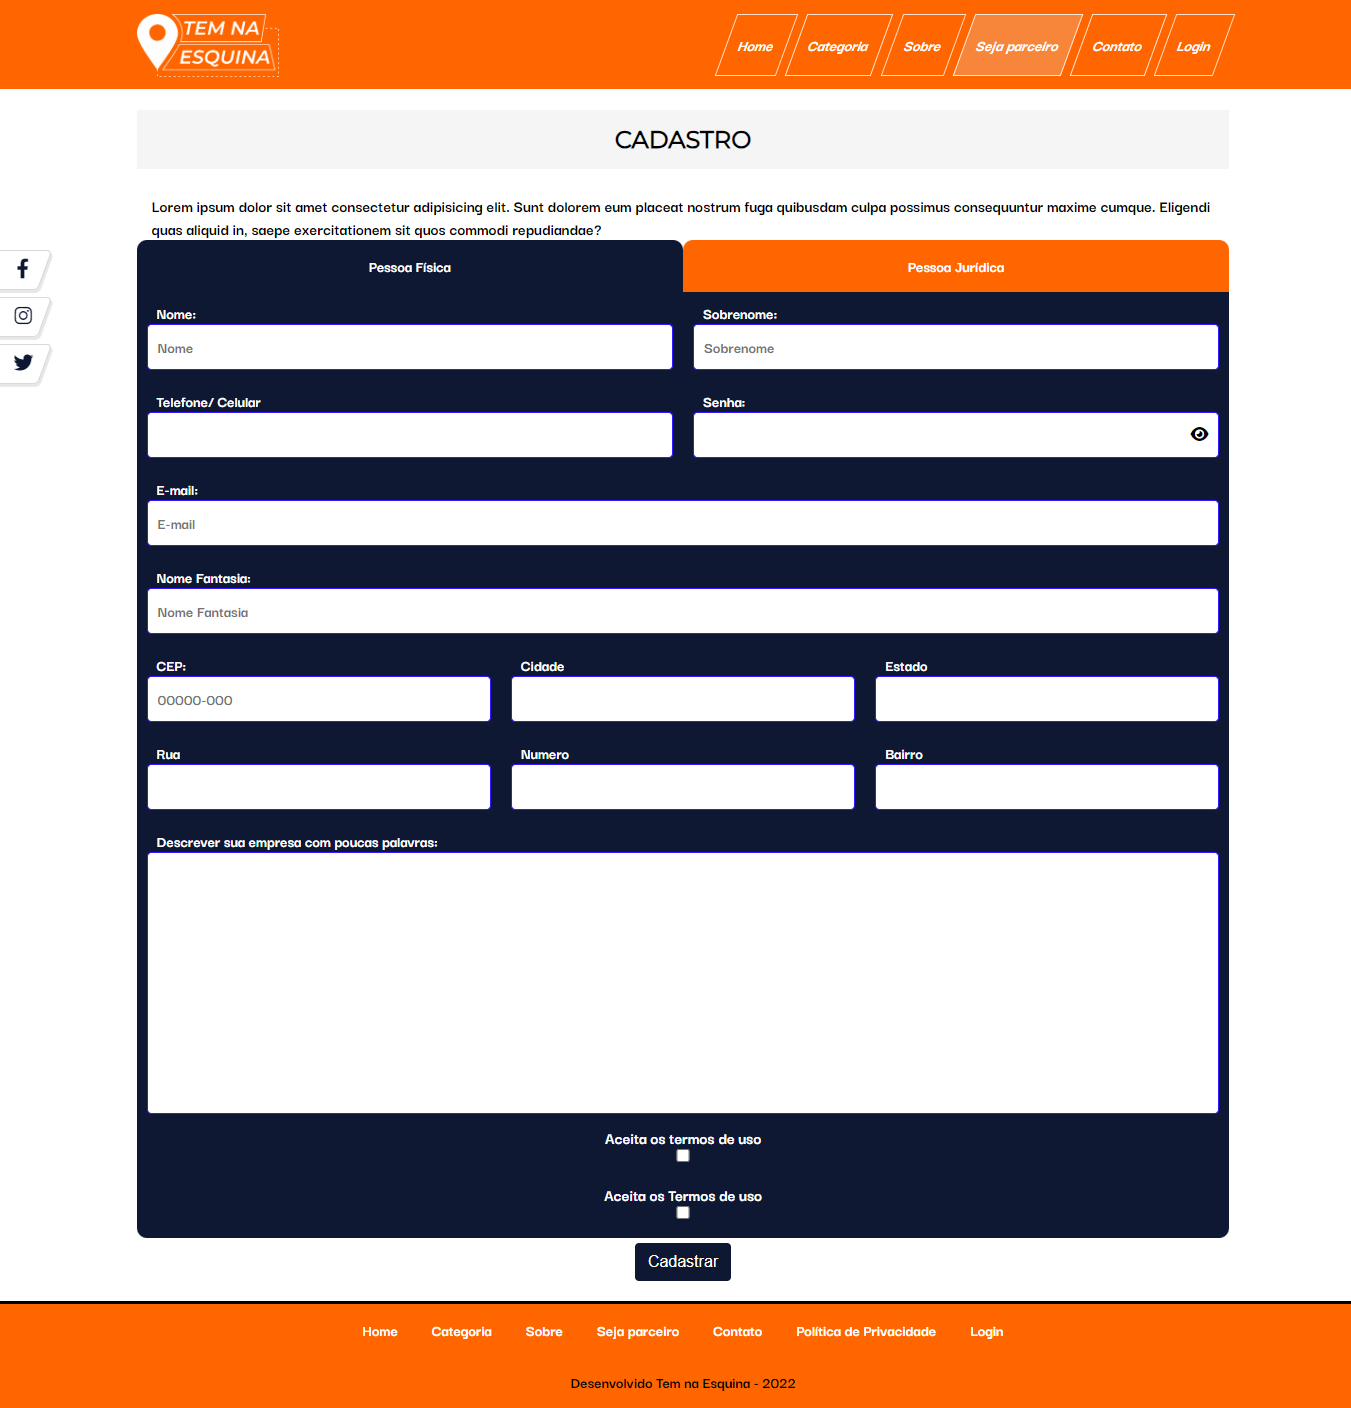 TEM NA
ESQUINA
Home
Categoria
Sobre
Seja parceiro
Contato
Login
CADASTRO
Lorem ipsum dolor sit amet consectetur adipisicing elit. Sunt dolorem eum placeat nostrum fuga quibusdam culpa possimus consequuntur maxime cumque. Eligendi
quas aliquid in, saepe exercitationem sit quos commodi repudiandae?
Pessoa Física
Pessoa Jurídica
Nome:
Sobrenome:
Nome
Sobrenome
Telefone/ Celular
Senha:
E-mail:
E-mail
Nome Fantasia:
Nome Fantasia
CEP:
Cidade
Estado
00000-000
Rua
Numero
Bairro
Descrever sua empresa com poucas palavras:
Aceita os termos de uso
Aceita os Termos de uso
Cadastrar
Home
Categoria
Sobre
Seja parceiro
Contato
Política de Privacidade
Login
Desenvolvido Tem na Esquina - 2022